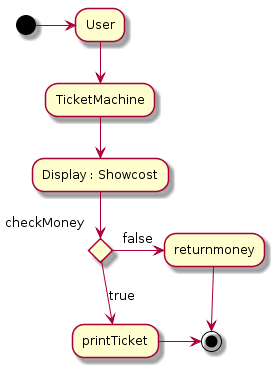 User
TicketMachine
Display : Showcost
checkMoney
false
returnmoney
true
printTicket